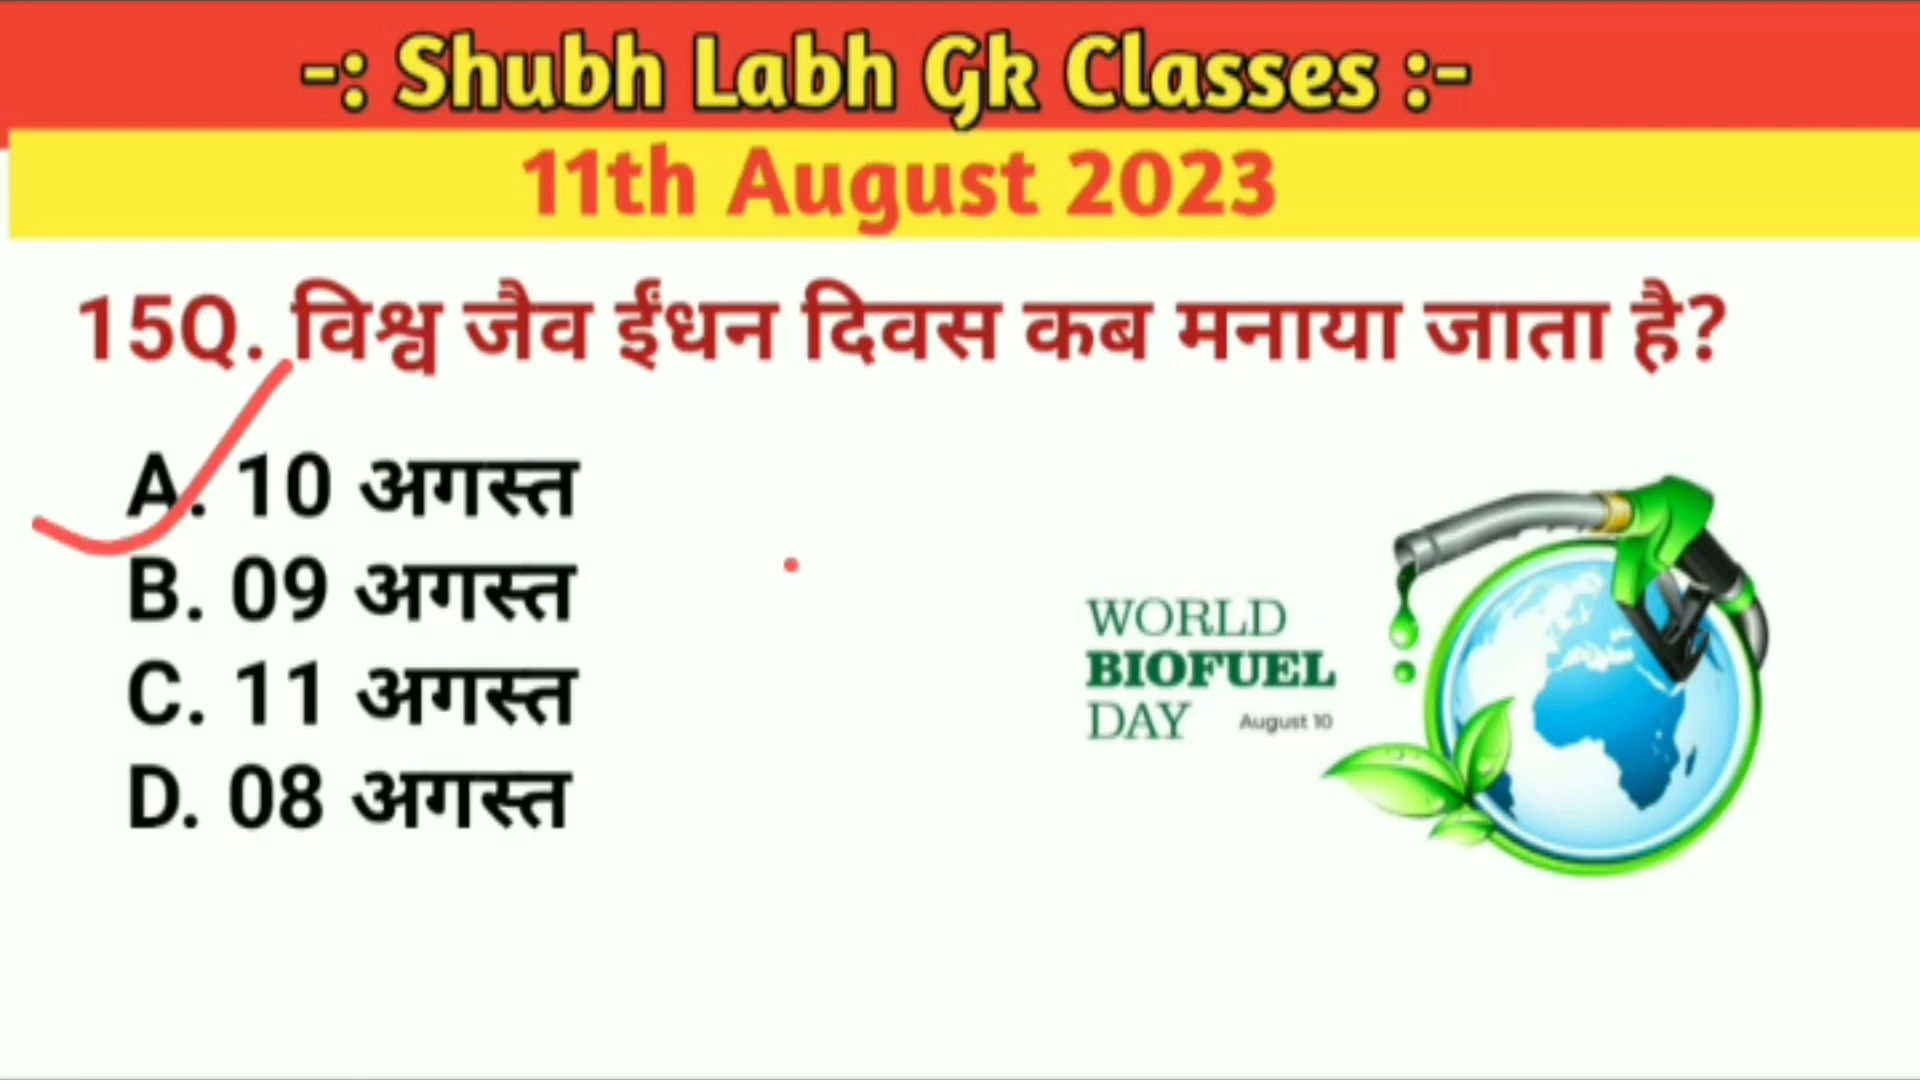 -: Shubh Labh Gk Classes :-
11th August 2023
15Q. विश्व जैव ईंधन दिवस कब मनाया जाता है?
A. 10 अगस्त
B. 09 अगस्त
C. 11 अगस्त
D. 08 अगस्त
WORLD
BIOFUEL
DAY August 10